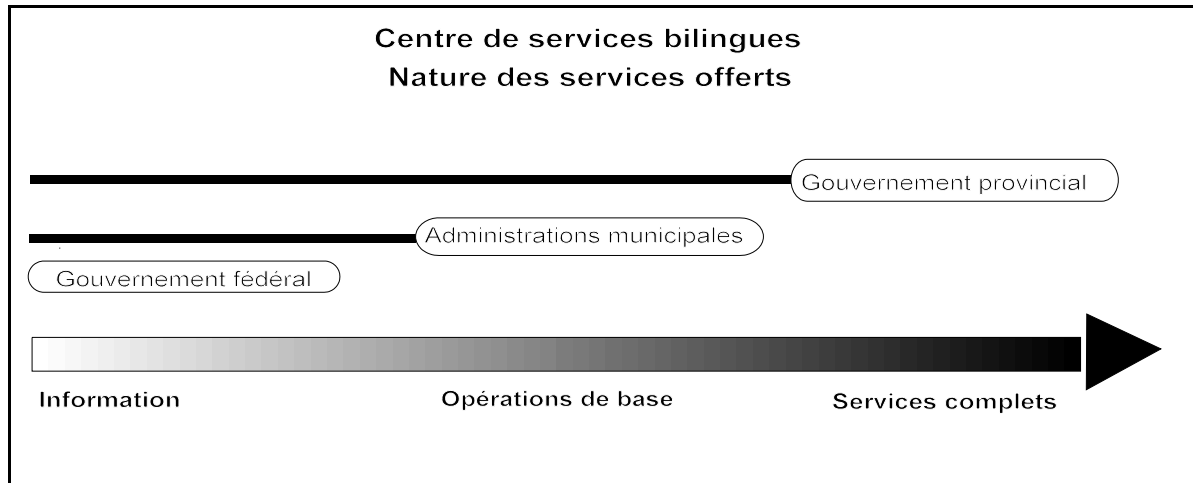 Centre de services bilingues
Nature des services offerts
Gouvernement provincial
Administrations municipales
Gouvernement fédéral
Information
Opérations de base
Services complets